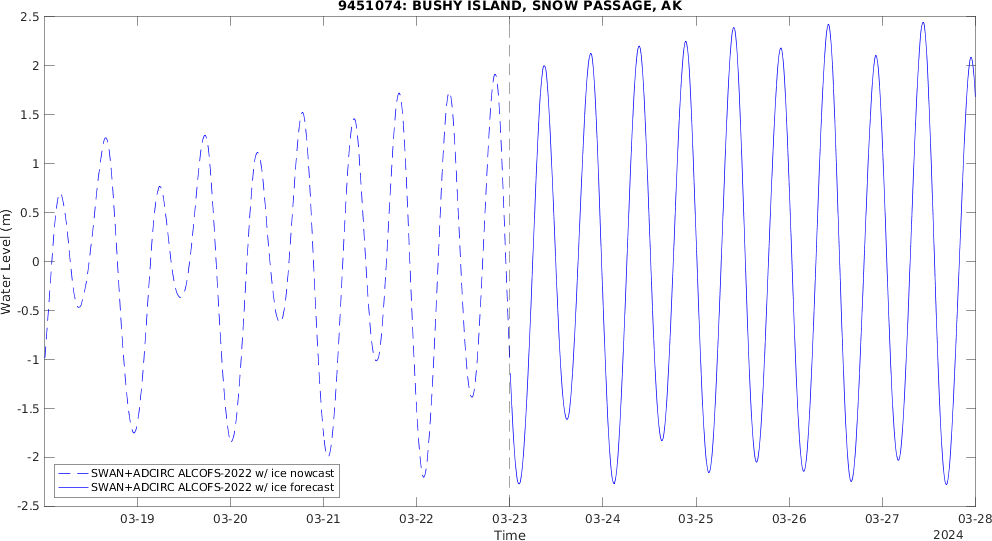 9451074: BUSHY ISLAND, SNOW PASSAGE, AK
Water Level (m)
2.5
2
1.5
1
0.5
0
-0.5
-1
-1.5
-2
-2.5
SWAN+ADCIRC ALCOFS-2022 w/ ice nowcast
SWAN+ADCIRC ALCOFS-2022 w/ ice forecast
03-19 03-20 03-21 03-22 03-23 03-24 03-25 03-26 03-27 03-28
Time
2024